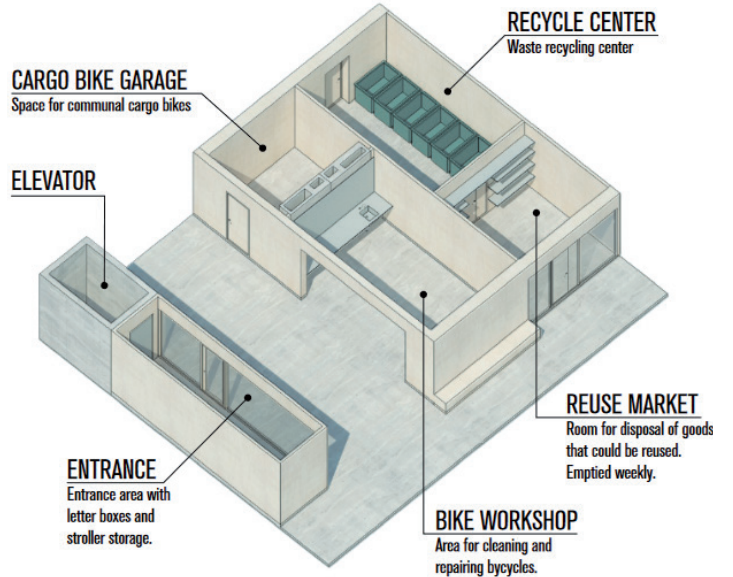 RECYCLE CENTER
Waste recycling center
CARGO BIKE GARAGE
Space for communal cargo bikes
ELEVATOR
ENTRANCE
Entrance area with
letter boxes and
stroller storage.
REUSE MARKET
Room for disposal of goods
that could be reused.
Emptied weekly.
BIKE WORKSHOP
Area for cleaning and
repairing bycycles.